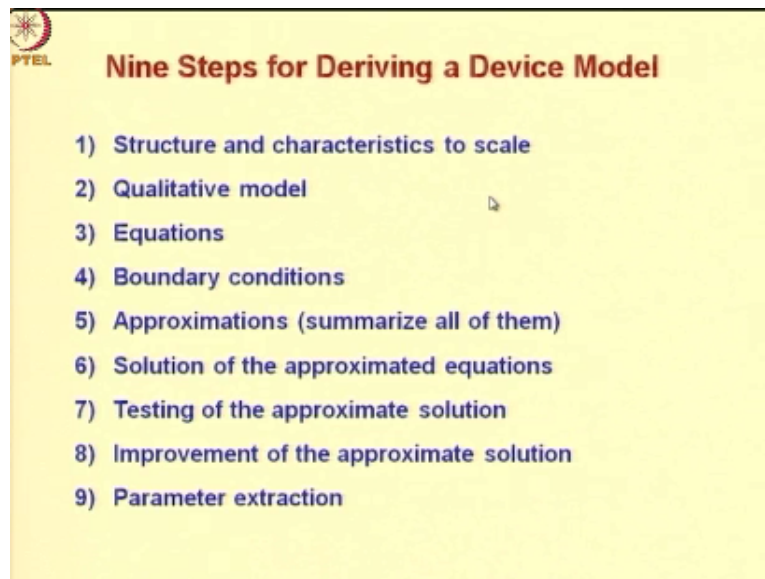 PTEL
Nine Steps for Deriving a Device Model
1) Structure and characteristics to scale
2) Qualitative model
3) Equations
4) Boundary conditions
5) Approximations (summarize all of them)
6) Solution of the approximated equations
7) Testing of the approximate solution
8) Improvement of the approximate solution
9) Parameter extraction